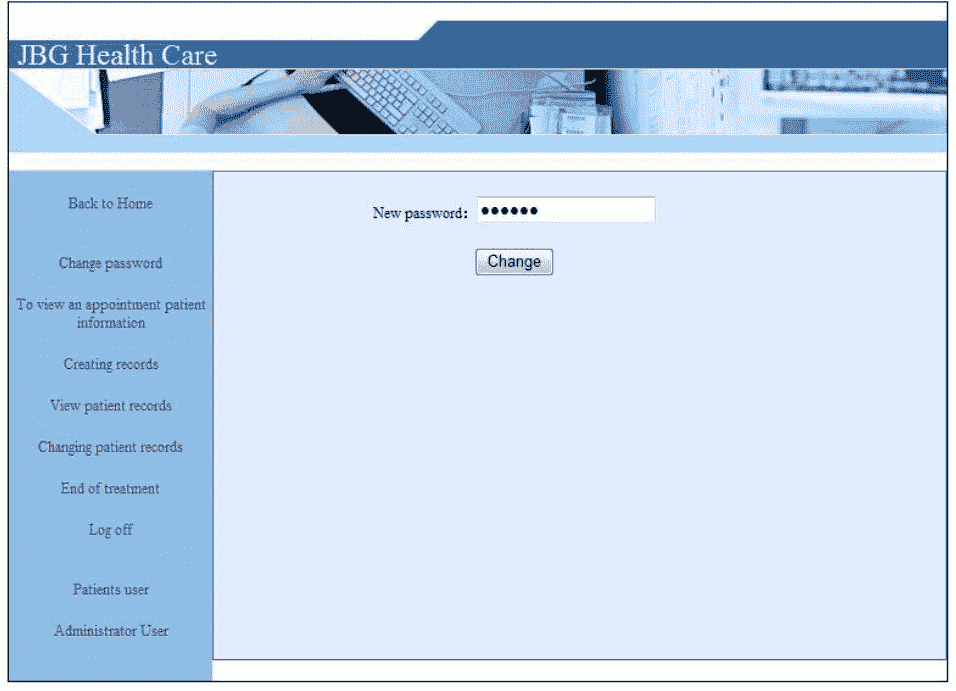 JBG Health Care
Back to Home
New password: ••••••
Change password
Change
To view an appointment patient
information
Creating records
View patient records
Changing patient records
End of treatment
Log off
Patients user
Administrator User